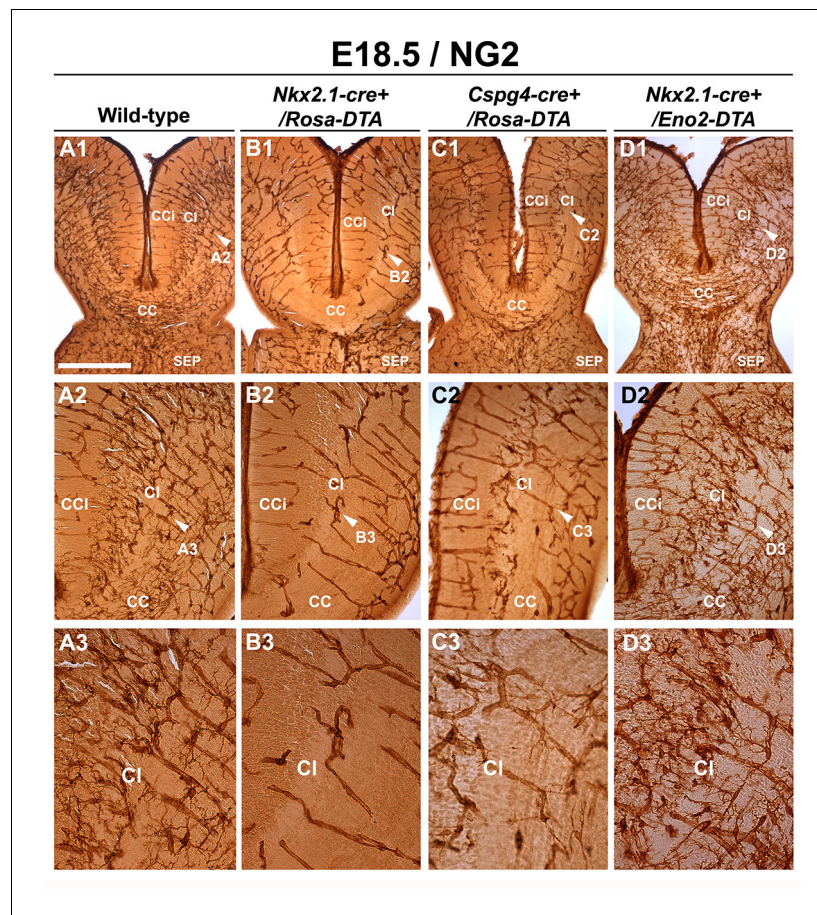 E18.5 / NG2
Wild-type
Nkx2.1-cre+
/Rosa-DTA
Cspg4-cre+
/Rosa-DTA
Nkx2.1-cre+
/Eno2-DTA
A1
CCi
CI
A2
CC
SEP
B1
CCi
CI
B2
CC
SEP
C1
CCi
CI
C2
CC
SEP
D1
CCi
CI
D2
CC
SEP
A2
CCI
CI
A3
CC
B2
CCi
CI
B3
CC
C2
CCi
CI
C3
CC
D2
CCi
CI
D3
CC
A3
CI
B3
CI
C3
CI
D3
CI